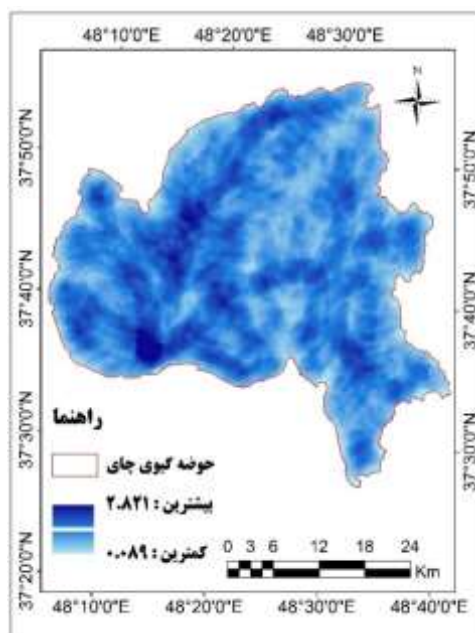 48°10'0"E 48°20'0"E 48°30'0"E
N
37°50'0"N 37°50'0"N
37°40'0"N 37°40'0"N
37°30'0"N 37°30'0"N
37°20'0"N
راهنما
حوضه گیوی چای
بیشترین : ۲.۸۲۱
کمترین : ۰.۰۸۹
0 3 6 12 18 24
Km
48°10'0"E 48°20'0"E 48°30'0"E 48°40'0"E